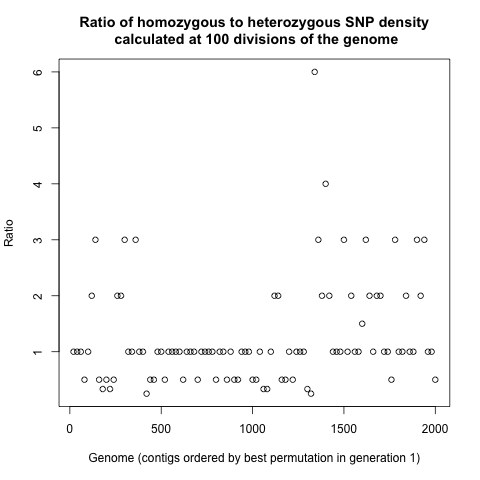 Ratio of homozygous to heterozygous SNP density
calculated at 100 divisions of the genome
Ratio
6
5
4
3
2
1
0 500 1000 1500 2000
Genome (contigs ordered by best permutation in generation 1)